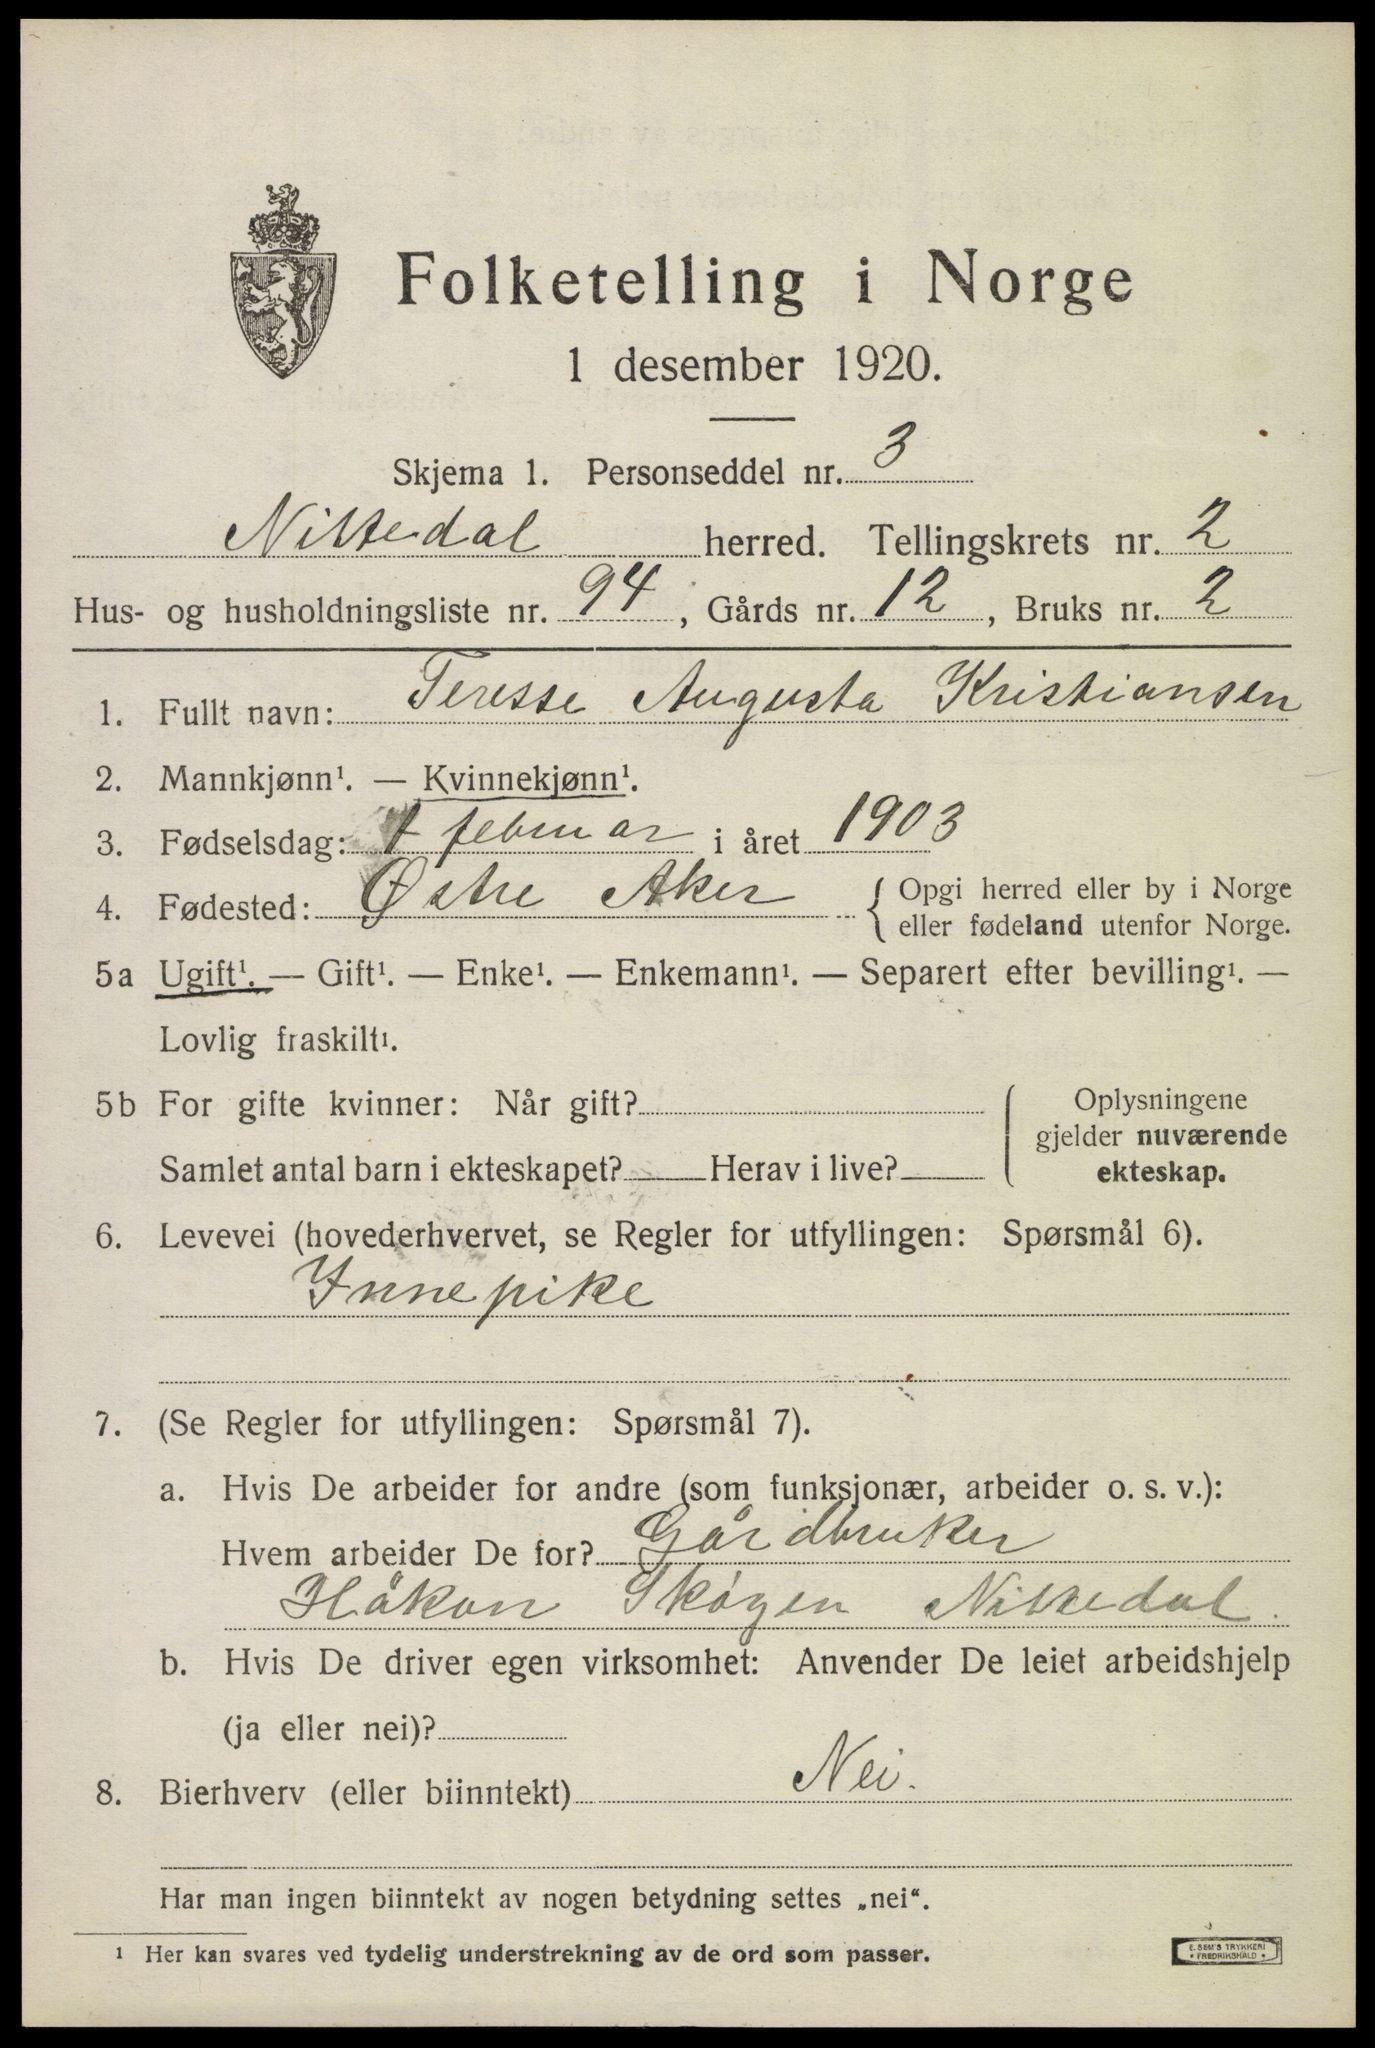 Folketelling i Norge
1 desember 1920.
Skjema 1. Personseddel nr. 3
Nittedal herred. Tellingskrets nr. 2
Hus- og husholdningsliste nr. 94, Gårds nr. 12, Bruks nr. 2
1. Fullt navn: Teresse Augusta Kristiansen
2. Mannkjønn¹. — Kvinnekjønn¹.
3. Fødselsdag: 1 februar i året 1903
4. Fødested: Østre Aker { Opgi herred eller by i Norge
eller fødeland utenfor Norge.
5a Ugift¹. — Gift¹. — Enke¹. — Enkemann¹. — Separert efter bevilling¹. —
Lovlig fraskilt¹.
5b For gifte kvinner: Når gift?
Samlet antal barn i ekteskapet? Herav i live?
Oplysningene
gjelder nuværende
ekteskap.
6. Levevei (hovederhvervet, se Regler for utfyllingen: Spørsmål 6).
Innepike
7. (Se Regler for utfyllingen: Spørsmål 7).
a. Hvis De arbeider for andre (som funksjonær, arbeider o. s. v.):
Hvem arbeider De for? Gårdbruker
Håkon Skøgen Nittedal.
b. Hvis De driver egen virksomhet: Anvender De leiet arbeidshjelp
(ja eller nei)?
8. Bierhverv (eller biinntekt) Nei.
Har man ingen biinntekt av nogen betydning settes „nei“.
¹ Her kan svares ved tydelig understrekning av de ord som passer.
E. SEM'S TRYKKERI
• FREDRIKSHALD •